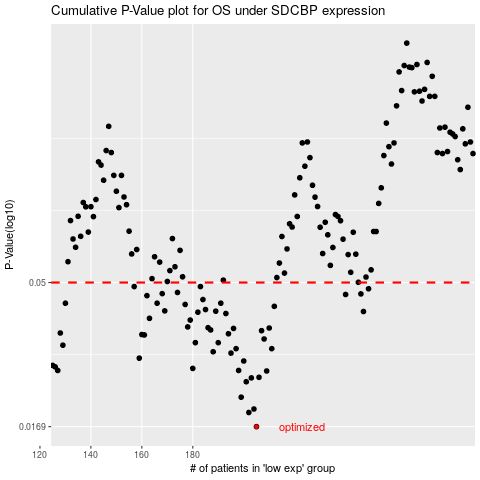 Cumulative P-Value plot for OS under SDCBP expression
P-Value(log10)
0.05
0.0169
optimized
120 140 160 180
# of patients in 'low exp' group